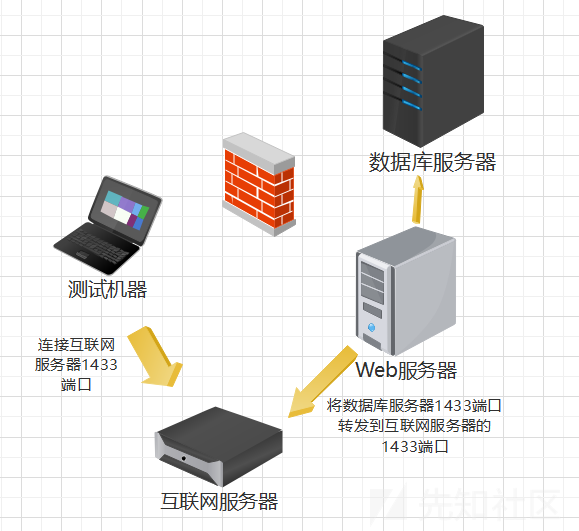 数据库服务器
测试机器
连接互联网
服务器1433
端口
Web服务器
将数据库服务器1433端口
转发到互联网服务器的
1433端口
互联网服务器
先知社区